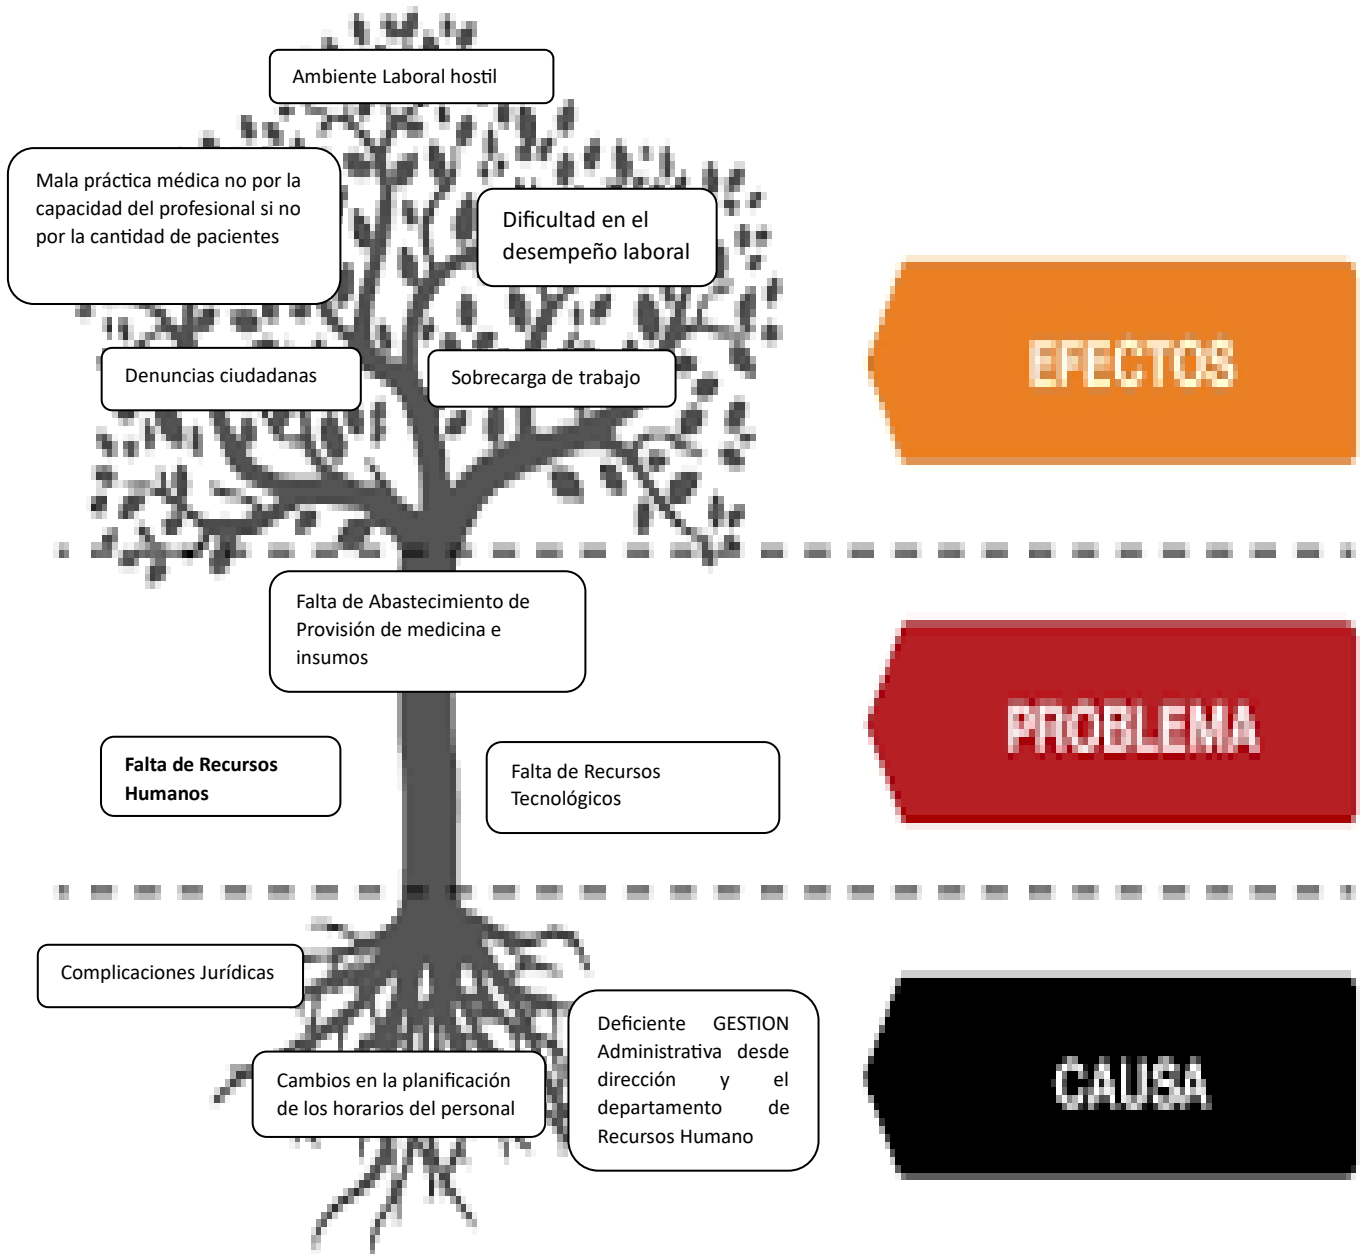 Ambiente Laboral hostil
Mala práctica médica no por la
capacidad del profesional si no
por la cantidad de pacientes
Dificultad en el
desempeño laboral
Denuncias ciudadanas
Sobrecarga de trabajo
EFECTOS
Falta de Abastecimiento de
Provisión de medicina e
insumos
Falta de Recursos
Humanos
Falta de Recursos
Tecnológicos
PROBLEMA
Complicaciones Jurídicas
Cambios en la planificación
de los horarios del personal
Deficiente GESTION
Administrativa desde
dirección y el
departamento de
Recursos Humano
CAUSA